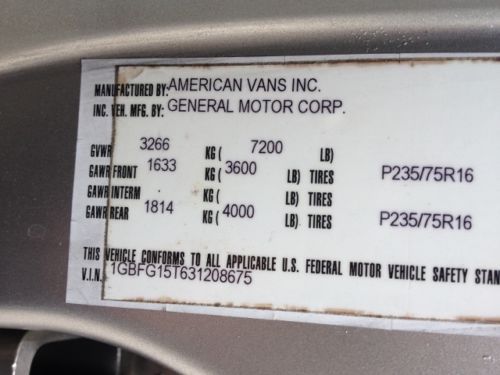 MANUFACTURED BY: AMERICAN VANS INC.
INC. VEH. MFG. BY: GENERAL MOTOR CORP.
GVWR 3266 KG ( 7200 LB)
GAWR FRONT 1633 KG ( 3600 LB) TIRES P235/75R16
GAWR INTERM KG ( LB) TIRES
GAWR REAR 1814 KG ( 4000 LB) TIRES P235/75R16
THIS VEHICLE CONFORMS TO ALL APPLICABLE U.S. FEDERAL MOTOR VEHICLE SAFETY STAN
V.I.N. 1GBFG15T631208675